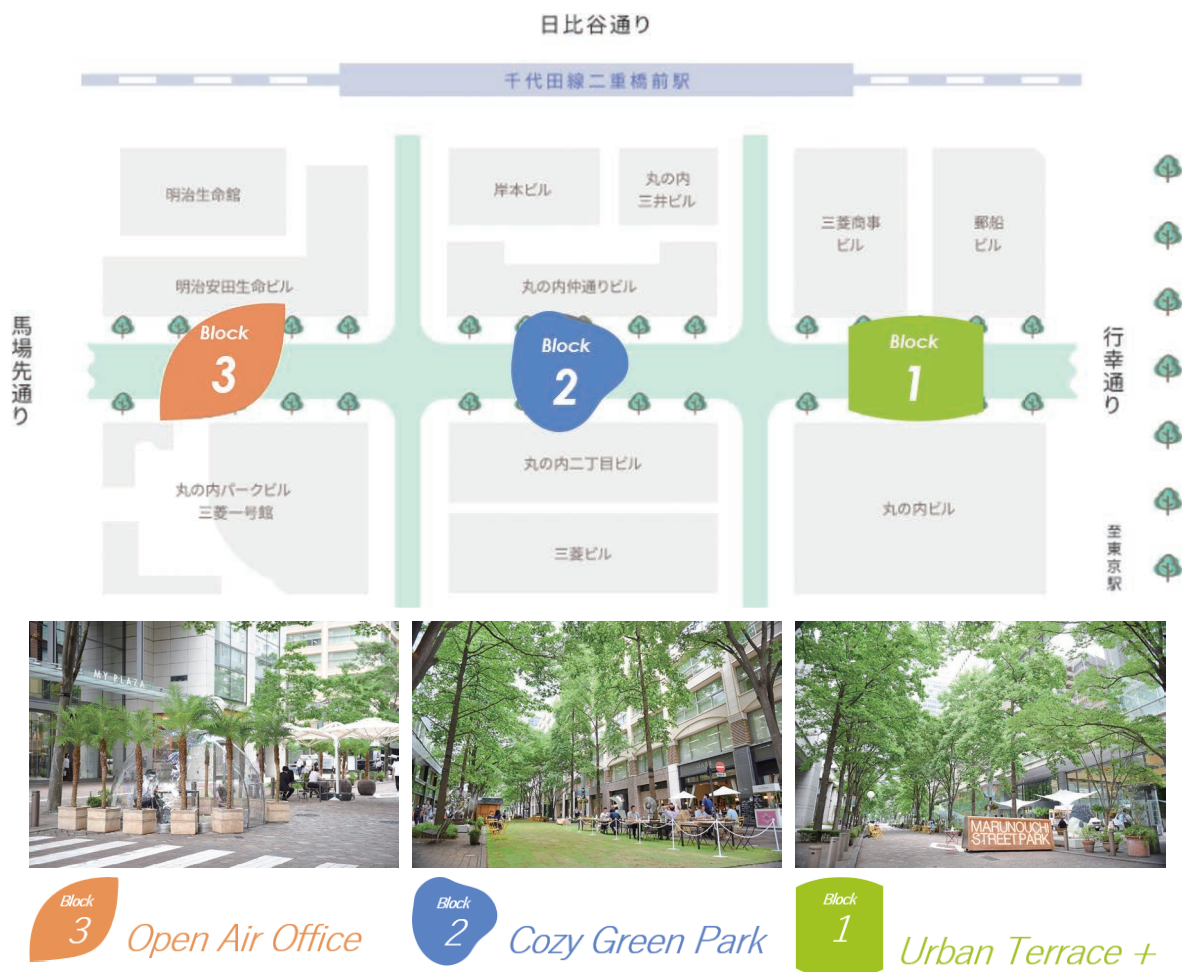 日比谷通り
千代田線二重橋前駅
明治生命館
岸本ビル
丸の内
三井ビル
三菱商事
ビル
郵船
ビル
明治安田生命ビル
丸の内仲通りビル
馬場先通り
Block
3
Block
2
Block
1
行幸通り
丸の内パークビル
三菱一号館
丸の内二丁目ビル
三菱ビル
丸の内ビル
至東京駅
MY PLAZA
MARUNOUCHI
STREET PARK
Block
3
Open Air Office
Block
2
Cozy Green Park
Block
1
Urban Terrace +